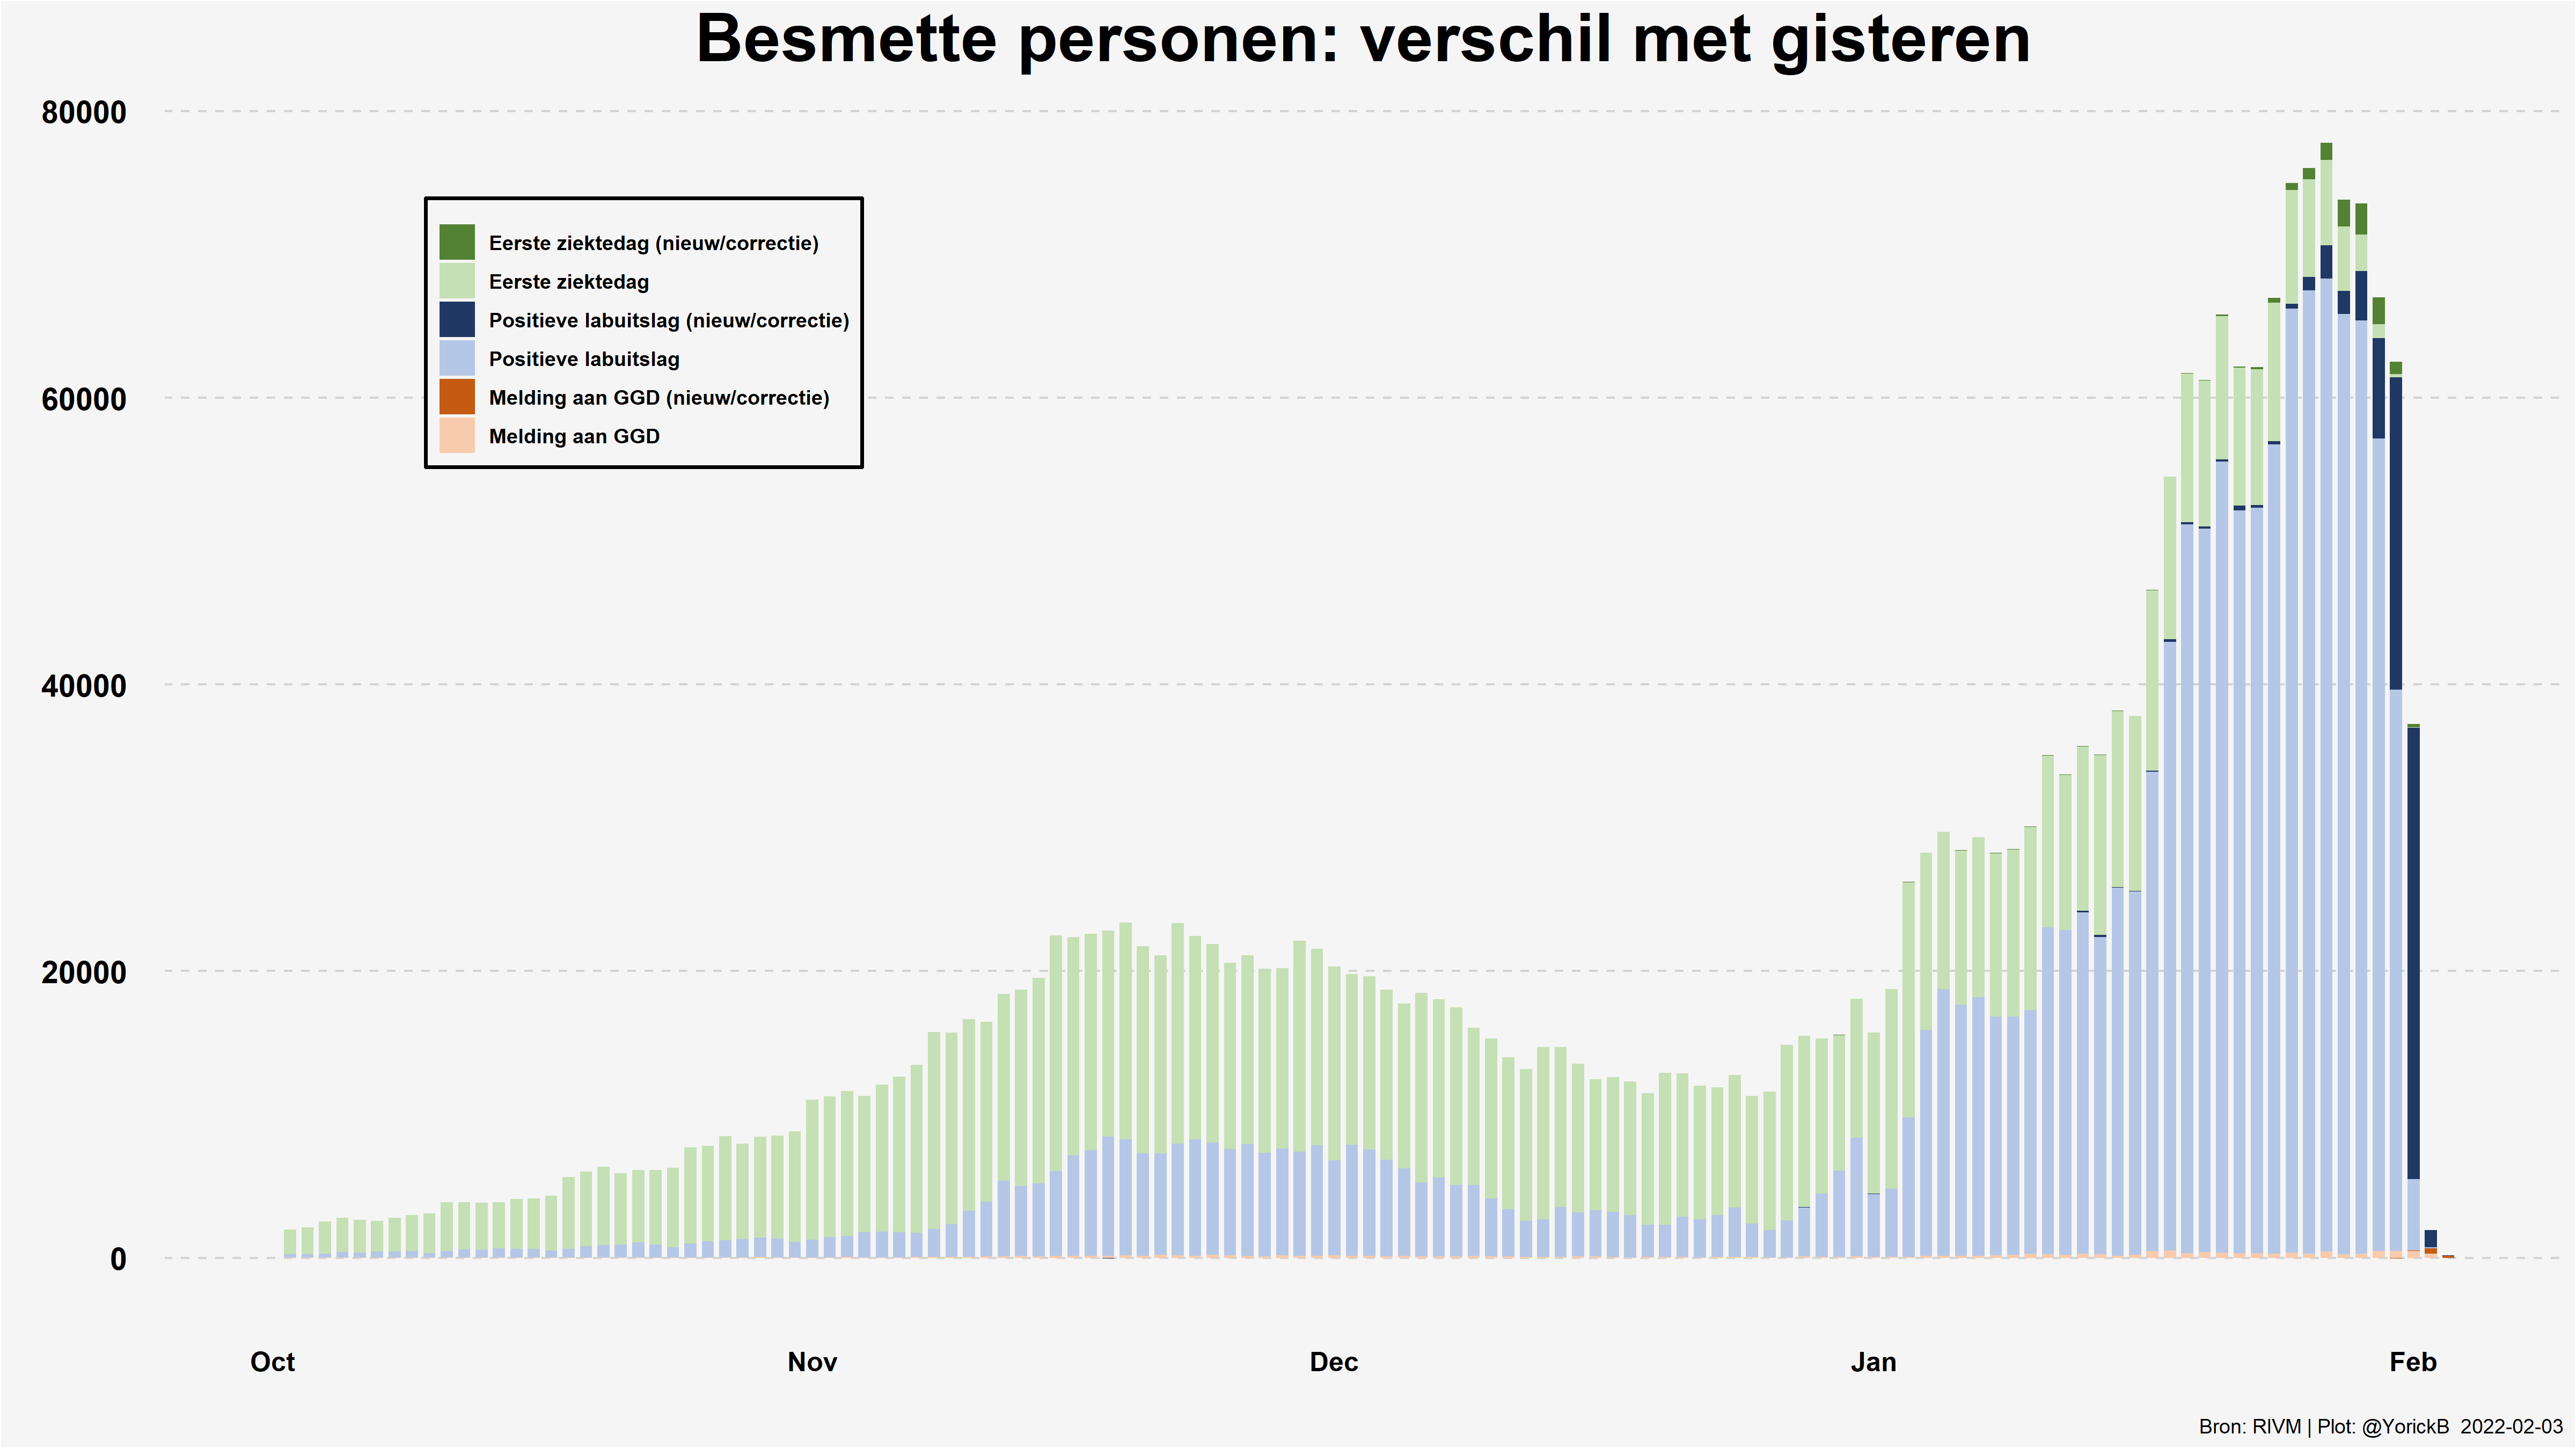 Besmette personen: verschil met gisteren
80000
60000
40000
20000
0
Eerste ziektedag (nieuw/correctie)
Eerste ziektedag
Positieve labuitslag (nieuw/correctie)
Positieve labuitslag
Melding aan GGD (nieuw/correctie)
Melding aan GGD
Oct Nov Dec Jan Feb
Bron: RIVM | Plot: @YorickB 2022-02-03